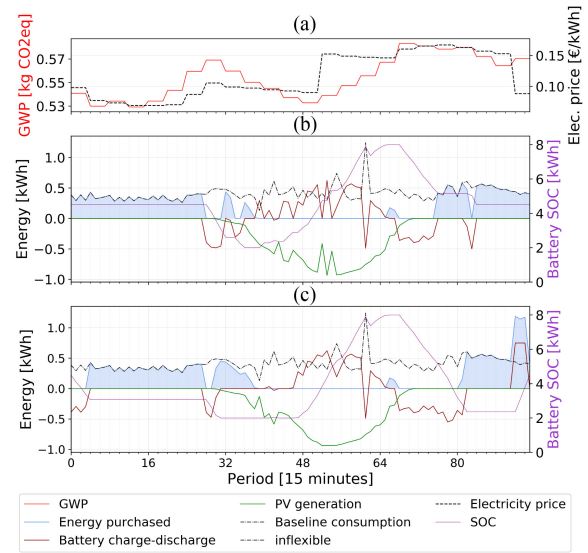 (a)
GWP [kg CO2eq]
0.57
0.55
0.53
0.15
0.10
Elec. price [€/kWh]
(b)
Energy [kWh]
1.0
0.5
0.0
−0.5
−1.0
8
6
4
2
0
Battery SOC [kWh]
(c)
Energy [kWh]
1.0
0.5
0.0
−0.5
−1.0
8
6
4
2
0
Battery SOC [kWh]
0 16 32 48 64 80
Period [15 minutes]
GWP PV generation Electricity price
Energy purchased Baseline consumption SOC
Battery charge-discharge inflexible